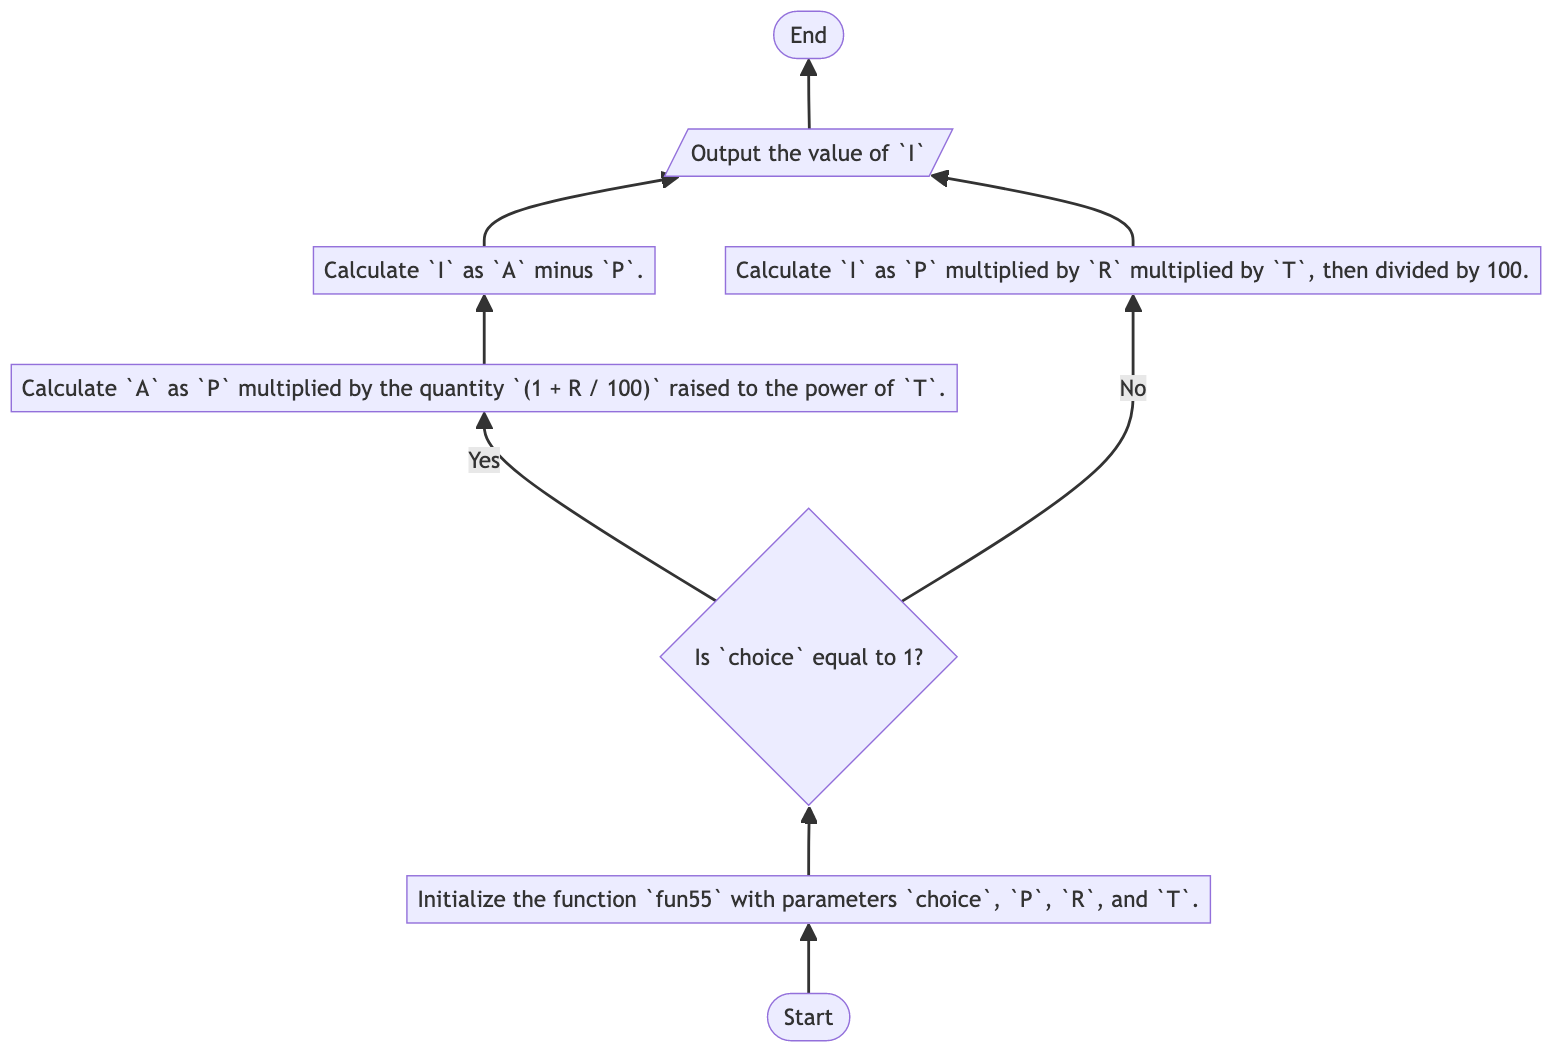 End
Output the value of `I`
Calculate `I` as `A` minus `P`.
Calculate `I` as `P` multiplied by `R` multiplied by `T`, then divided by 100.
Calculate `A` as `P` multiplied by the quantity `(1 + R / 100)` raised to the power of `T`.
No
Yes
Is `choice` equal to 1?
Initialize the function `fun55` with parameters `choice`, `P`, `R`, and `T`.
Start